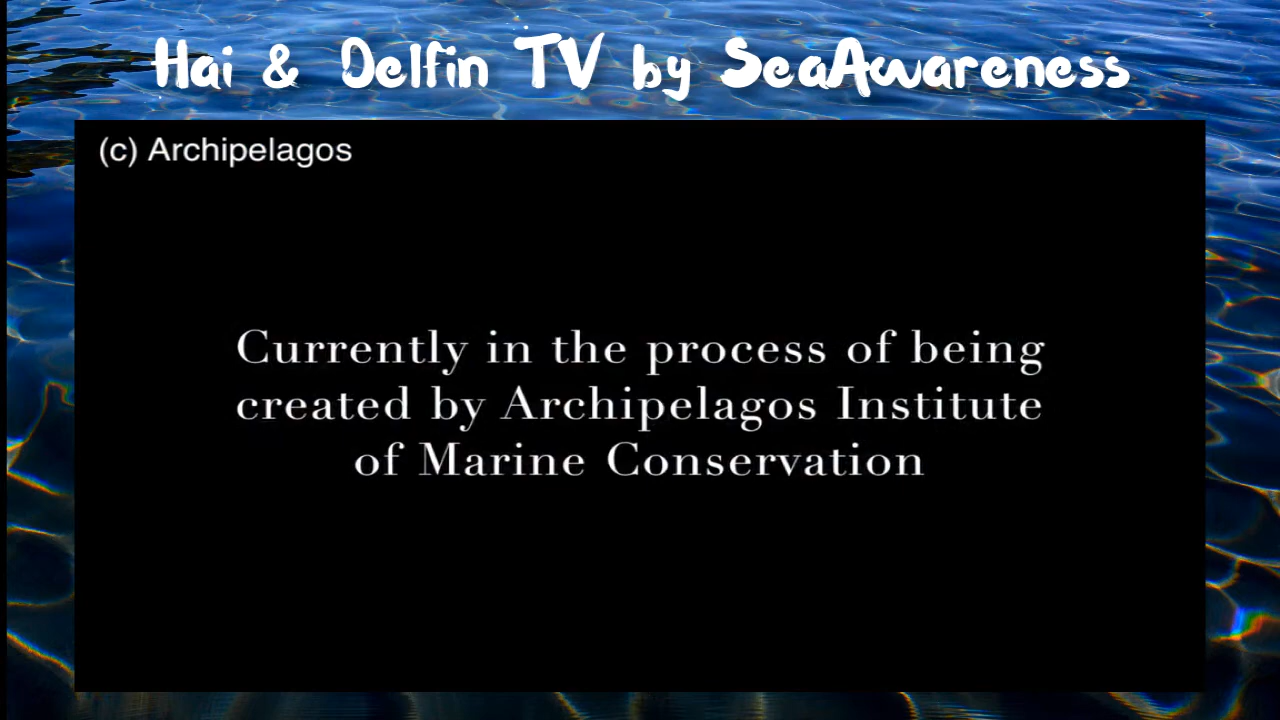 Hai & Delfin TV by SeaAwareness
(c) Archipelagos
Currently in the process of being
created by Archipelagos Institute
of Marine Conservation